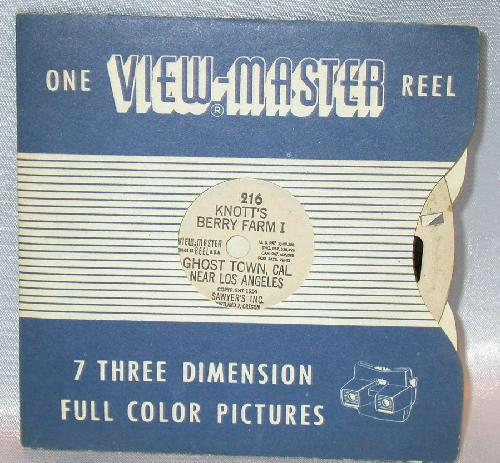 ONE VIEW-MASTER® REEL
216
KNOTT'S
BERRY FARM I
VIEW-MASTER
REEL
GHOST TOWN, CAL.
NEAR LOS ANGELES
COPYRIGHT
SAWYER'S INC.
7 THREE DIMENSION
FULL COLOR PICTURES